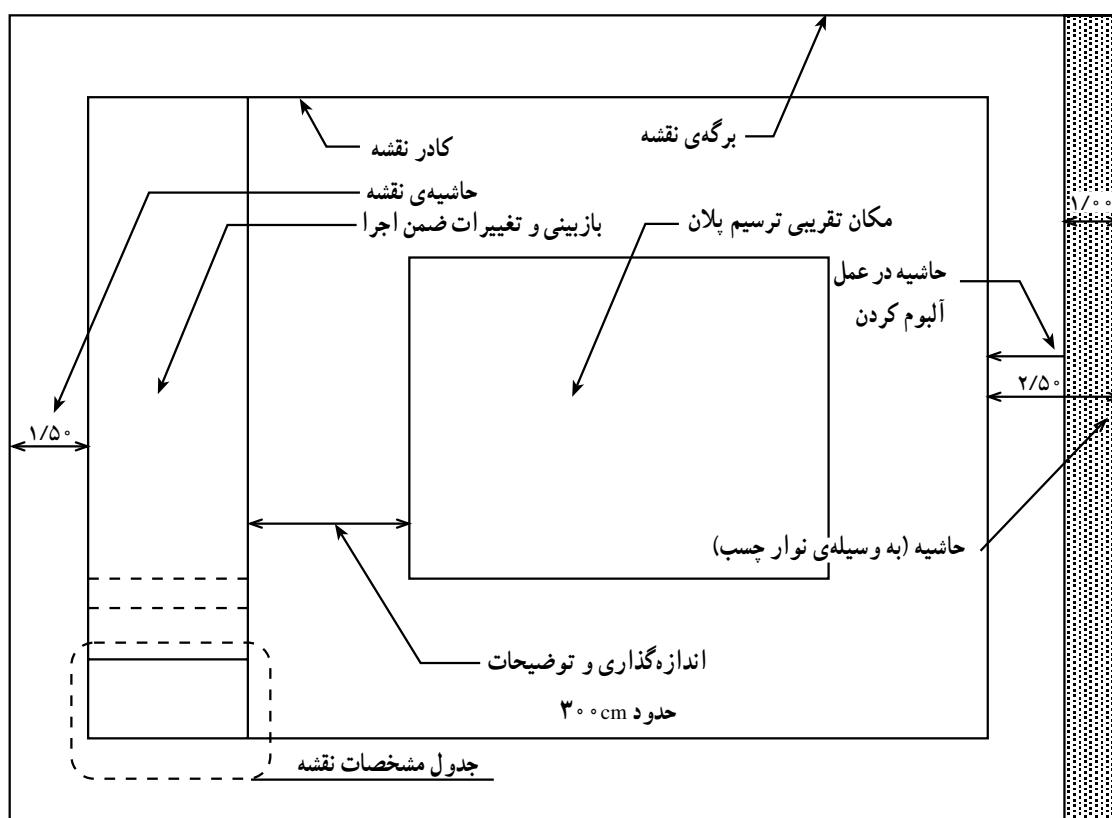 برگه‌ی نقشه
کادر نقشه
حاشیه‌ی نقشه
بازبینی و تغییرات ضمن اجرا
مکان تقریبی ترسیم پلان
۱/۰۰
حاشیه در عمل
آلبوم کردن
۲/۵۰
۱/۵۰
حاشیه (به وسیله‌ی نوار چسب)
اندازه‌گذاری و توضیحات
حدود ۳۰۰cm
جدول مشخصات نقشه